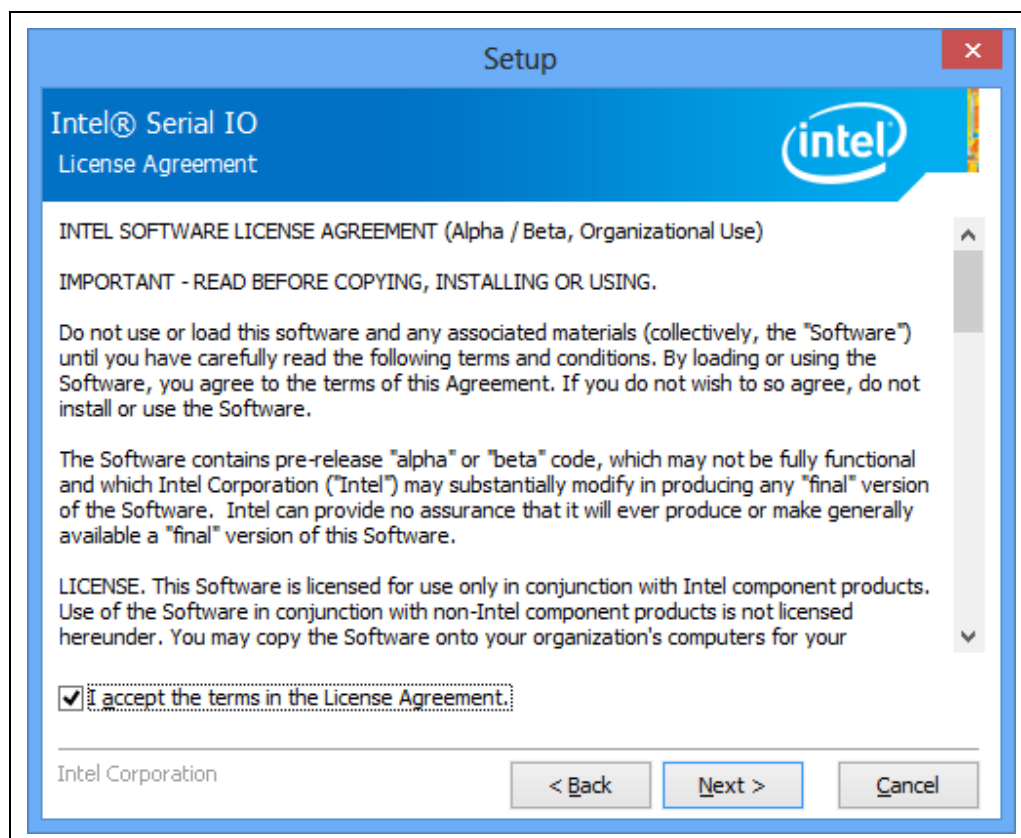 Setup
Intel® Serial IO
License Agreement
intel
INTEL SOFTWARE LICENSE AGREEMENT (Alpha / Beta, Organizational Use)
IMPORTANT - READ BEFORE COPYING, INSTALLING OR USING.
Do not use or load this software and any associated materials (collectively, the "Software")
until you have carefully read the following terms and conditions. By loading or using the
Software, you agree to the terms of this Agreement. If you do not wish to so agree, do not
install or use the Software.
The Software contains pre-release "alpha" or "beta" code, which may not be fully functional
and which Intel Corporation ("Intel") may substantially modify in producing any "final" version
of the Software.  Intel can provide no assurance that it will ever produce or make generally
available a "final" version of this Software.
LICENSE. This Software is licensed for use only in conjunction with Intel component products.
Use of the Software in conjunction with non-Intel component products is not licensed
hereunder. You may copy the Software onto your organization's computers for your
I accept the terms in the License Agreement.
Intel Corporation
< Back
Next >
Cancel